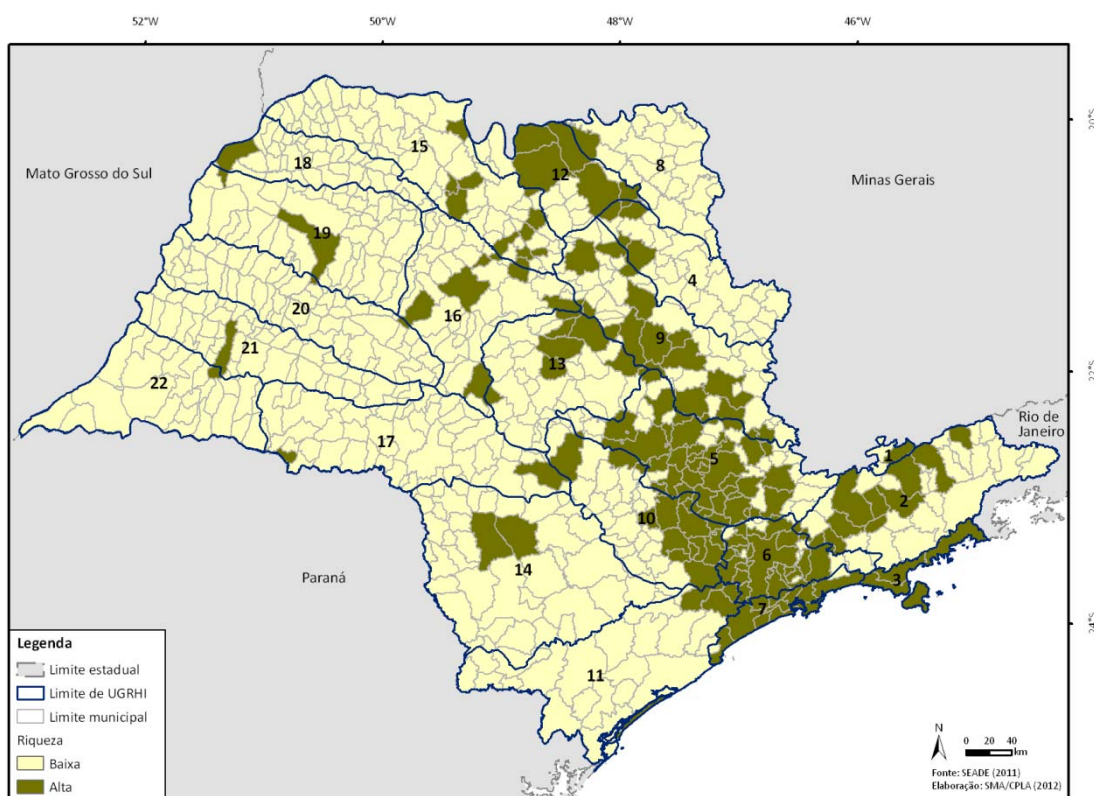 52°W 50°W 48°W 46°W
20°S
Mato Grosso do Sul
Minas Gerais
15
18
12
8
19
4
20
16
9
21
13
22
22°S
Rio de
Janeiro
17
5
1
2
10
6
14
3
Paraná
7
24°S
11
Legenda
Limite estadual
Limite de UGRHI
Limite municipal
Riqueza
Baixa
Alta
N
0 20 40
km
Fonte: SEADE (2011)
Elaboração: SMA/CPLA (2012)